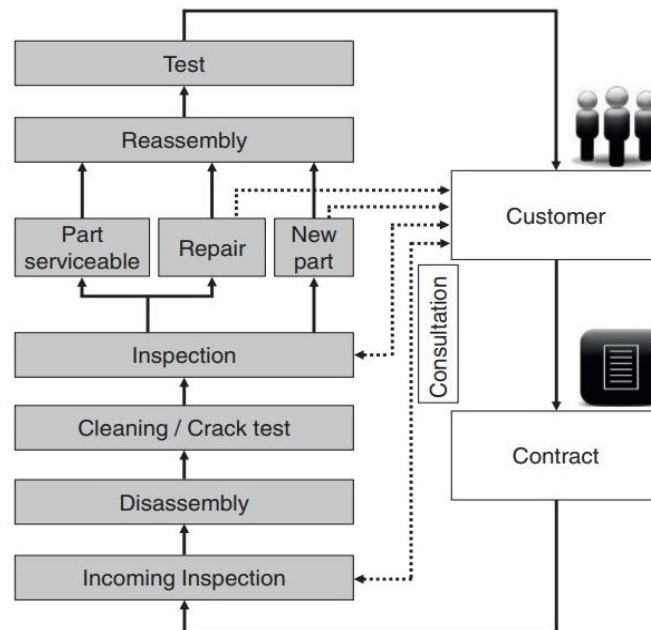 Test
Reassembly
Part
serviceable
Repair
New
part
Customer
Consultation
Inspection
Cleaning / Crack test
Contract
Disassembly
Incoming Inspection